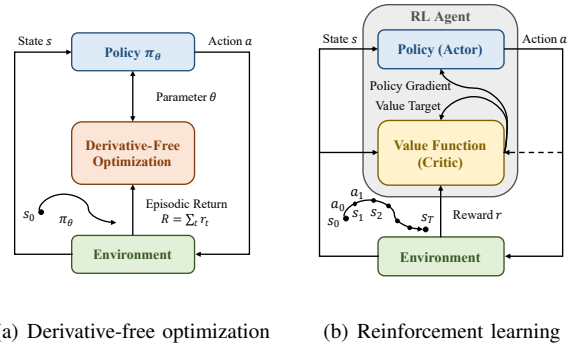 State s
Policy π_θ
Action a
Parameter θ
Derivative-Free
Optimization
s_0
π_θ
Episodic Return
R = ∑_t r_t
Environment
(a) Derivative-free optimization
RL Agent
State s
Policy (Actor)
Action a
Policy Gradient
Value Target
Value Function
(Critic)
a_0
a_1
s_0
s_1
s_2
s_T
Reward r
Environment
(b) Reinforcement learning